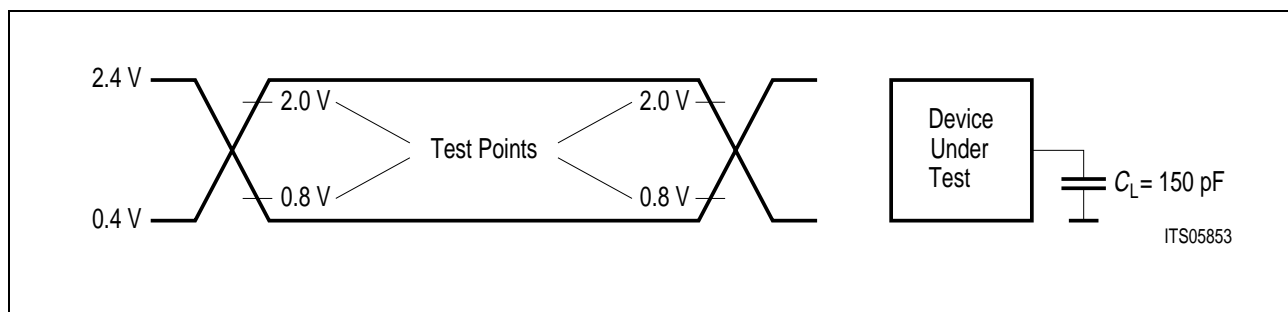 2.4 V
2.0 V
2.0 V
Test Points
0.8 V
0.8 V
0.4 V
Device
Under
Test
C_L = 150 pF
ITS05853